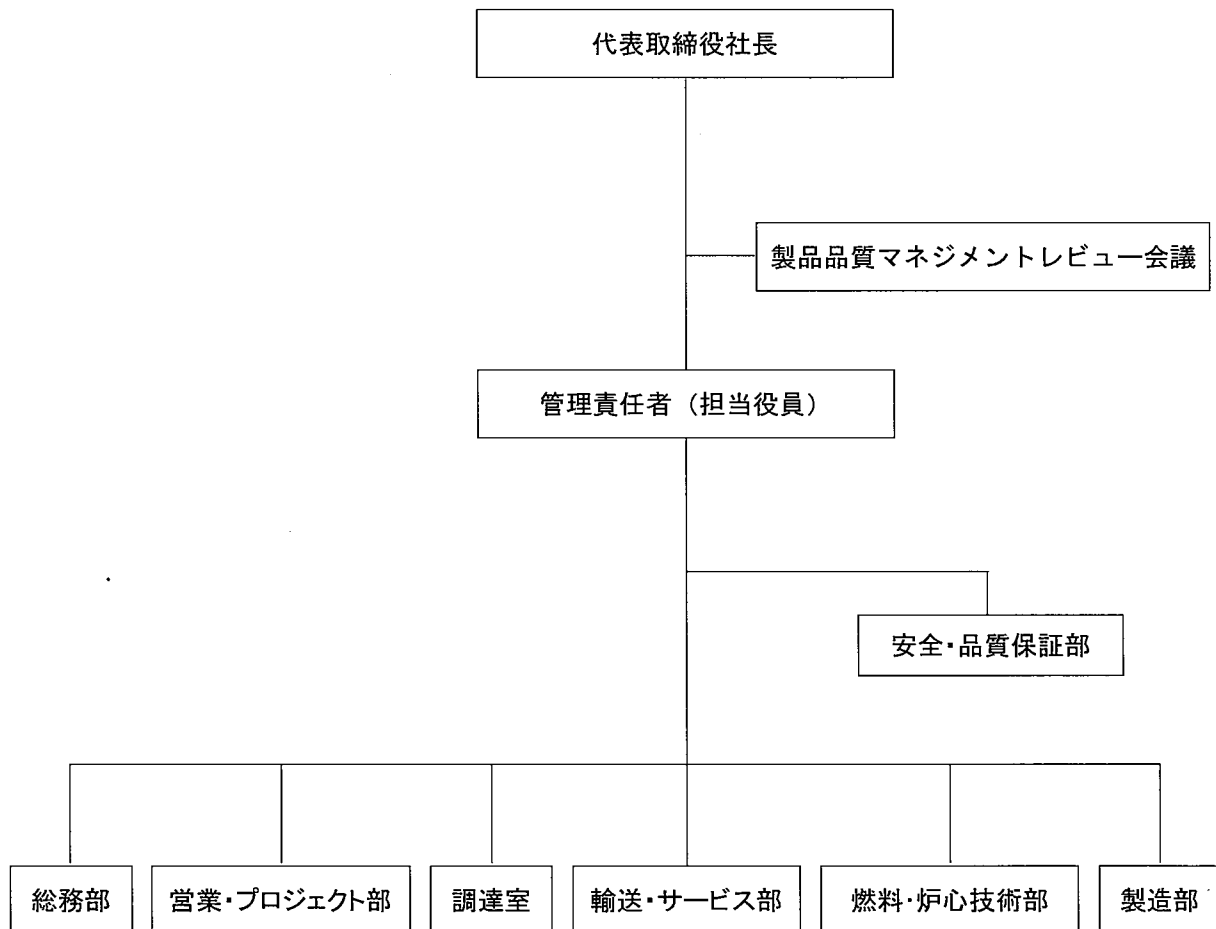 代表取締役社長
製品品質マネジメントレビュー会議
管理責任者（担当役員）
安全・品質保証部
総務部
営業・プロジェクト部
調達室
輸送・サービス部
燃料・炉心技術部
製造部